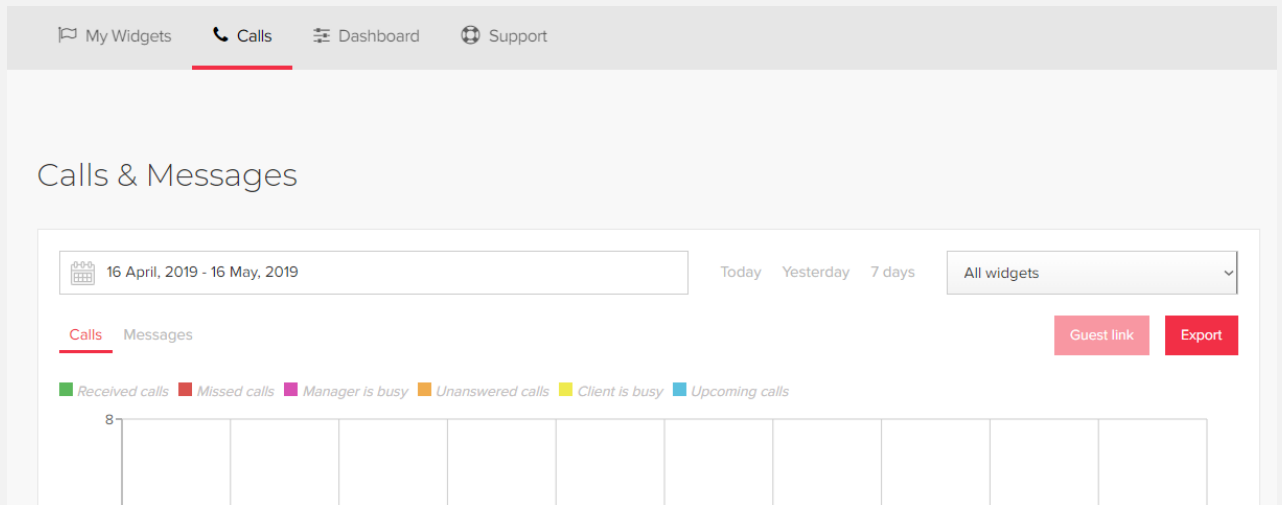 My Widgets Calls Dashboard Support
Calls & Messages
16 April, 2019 - 16 May, 2019 Today Yesterday 7 days All widgets
Calls Messages Guest link Export
Received calls Missed calls Manager is busy Unanswered calls Client is busy Upcoming calls
8